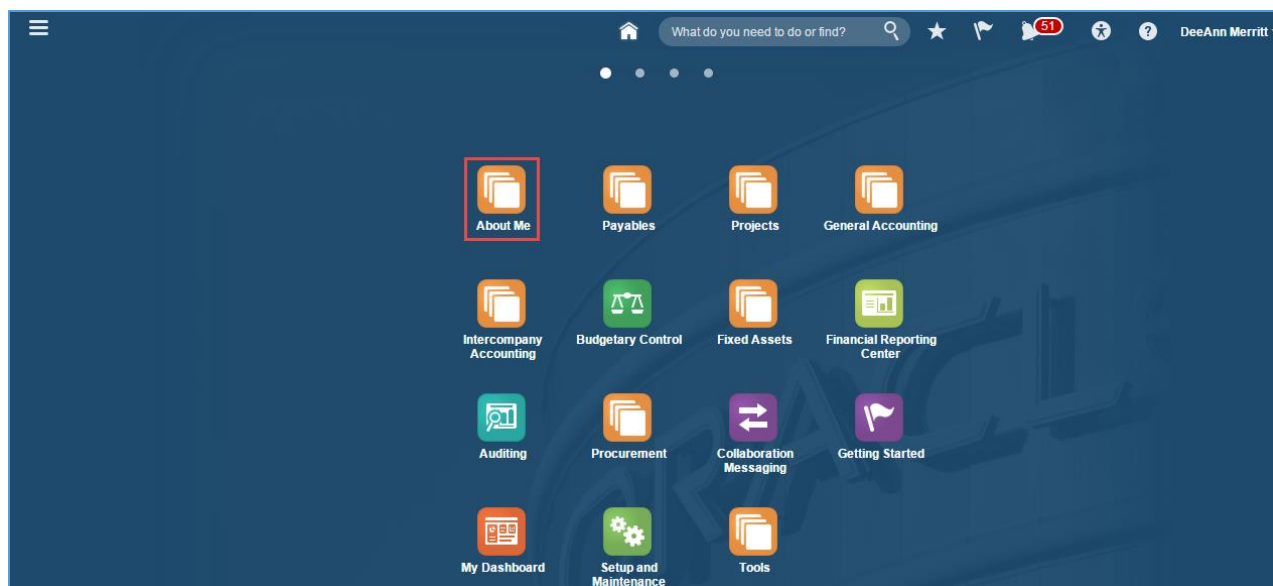 What do you need to do or find?
51
?
DeeAnn Merritt
About Me
Payables
Projects
General Accounting
Intercompany
Accounting
Budgetary Control
Fixed Assets
Financial Reporting
Center
Auditing
Procurement
Collaboration
Messaging
Getting Started
My Dashboard
Setup and
Maintenance
Tools
ORACL